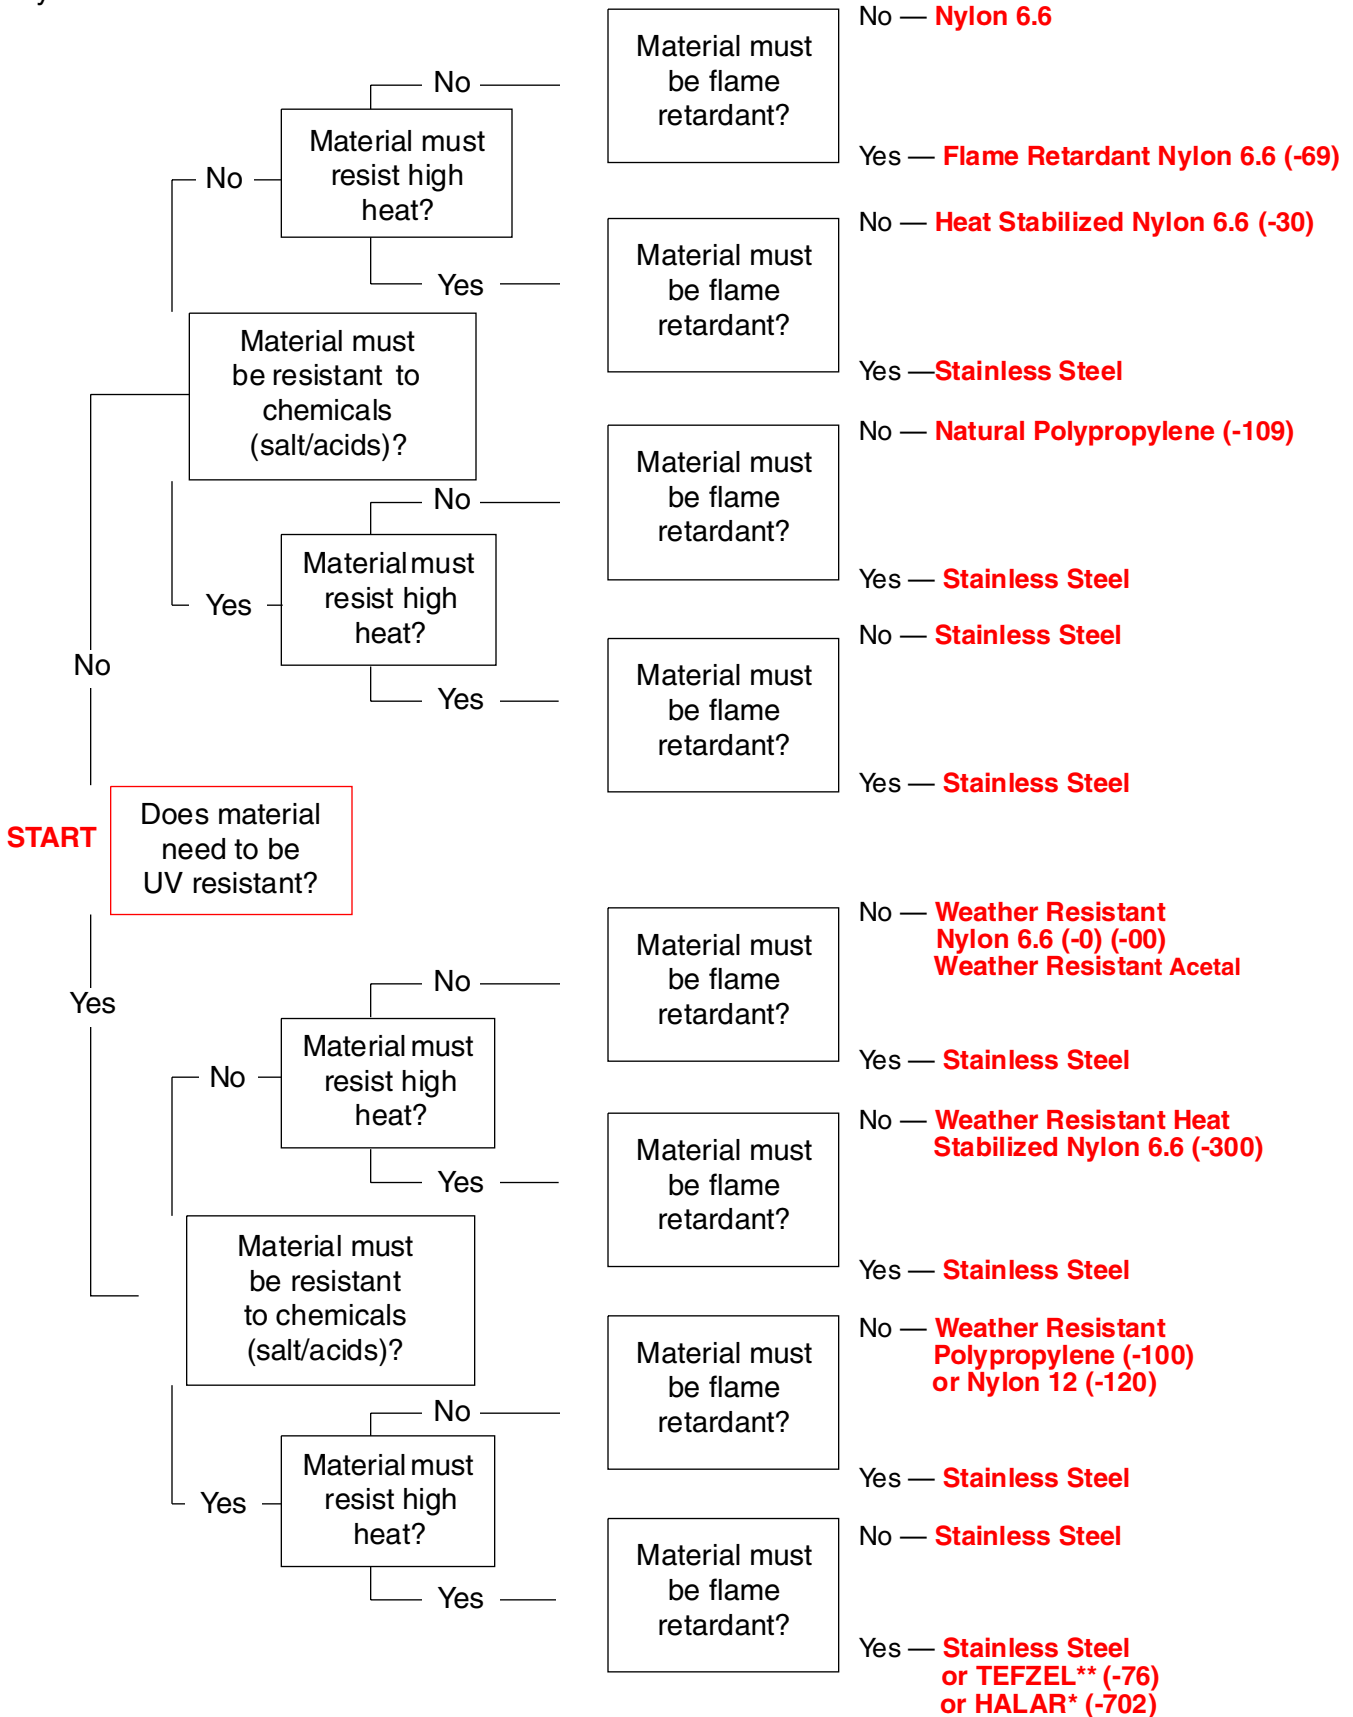 No — Nylon 6.6
Material must
be flame
retardant?
Yes — Flame Retardant Nylon 6.6 (-69)
No
Material must
resist high
heat?
No
Yes
No — Heat Stabilized Nylon 6.6 (-30)
Material must
be flame
retardant?
Yes —Stainless Steel
Material must
be resistant to
chemicals
(salt/acids)?
No — Natural Polypropylene (-109)
Material must
be flame
retardant?
Yes — Stainless Steel
No
Material must
resist high
heat?
Yes
Yes
No — Stainless Steel
Material must
be flame
retardant?
Yes — Stainless Steel
No
START
Does material
need to be
UV resistant?
Yes
No — Weather Resistant
Nylon 6.6 (-0) (-00)
Weather Resistant Acetal
Material must
be flame
retardant?
Yes — Stainless Steel
No
Material must
resist high
heat?
No
Yes
No — Weather Resistant Heat
Stabilized Nylon 6.6 (-300)
Material must
be flame
retardant?
Yes — Stainless Steel
Material must
be resistant
to chemicals
(salt/acids)?
No — Weather Resistant
Polypropylene (-100)
or Nylon 12 (-120)
Material must
be flame
retardant?
Yes — Stainless Steel
No
Material must
resist high
heat?
Yes
Yes
No — Stainless Steel
Material must
be flame
retardant?
Yes — Stainless Steel
or TEFZEL** (-76)
or HALAR* (-702)